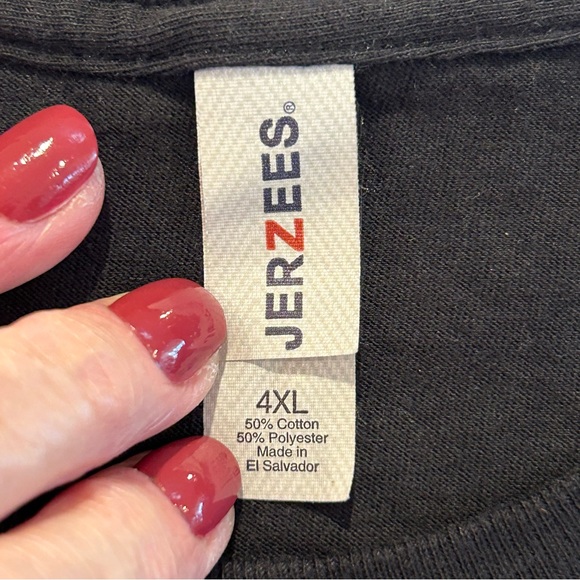 JERZEES®
4XL
50% Cotton
50% Polyester
Made in
El Salvador